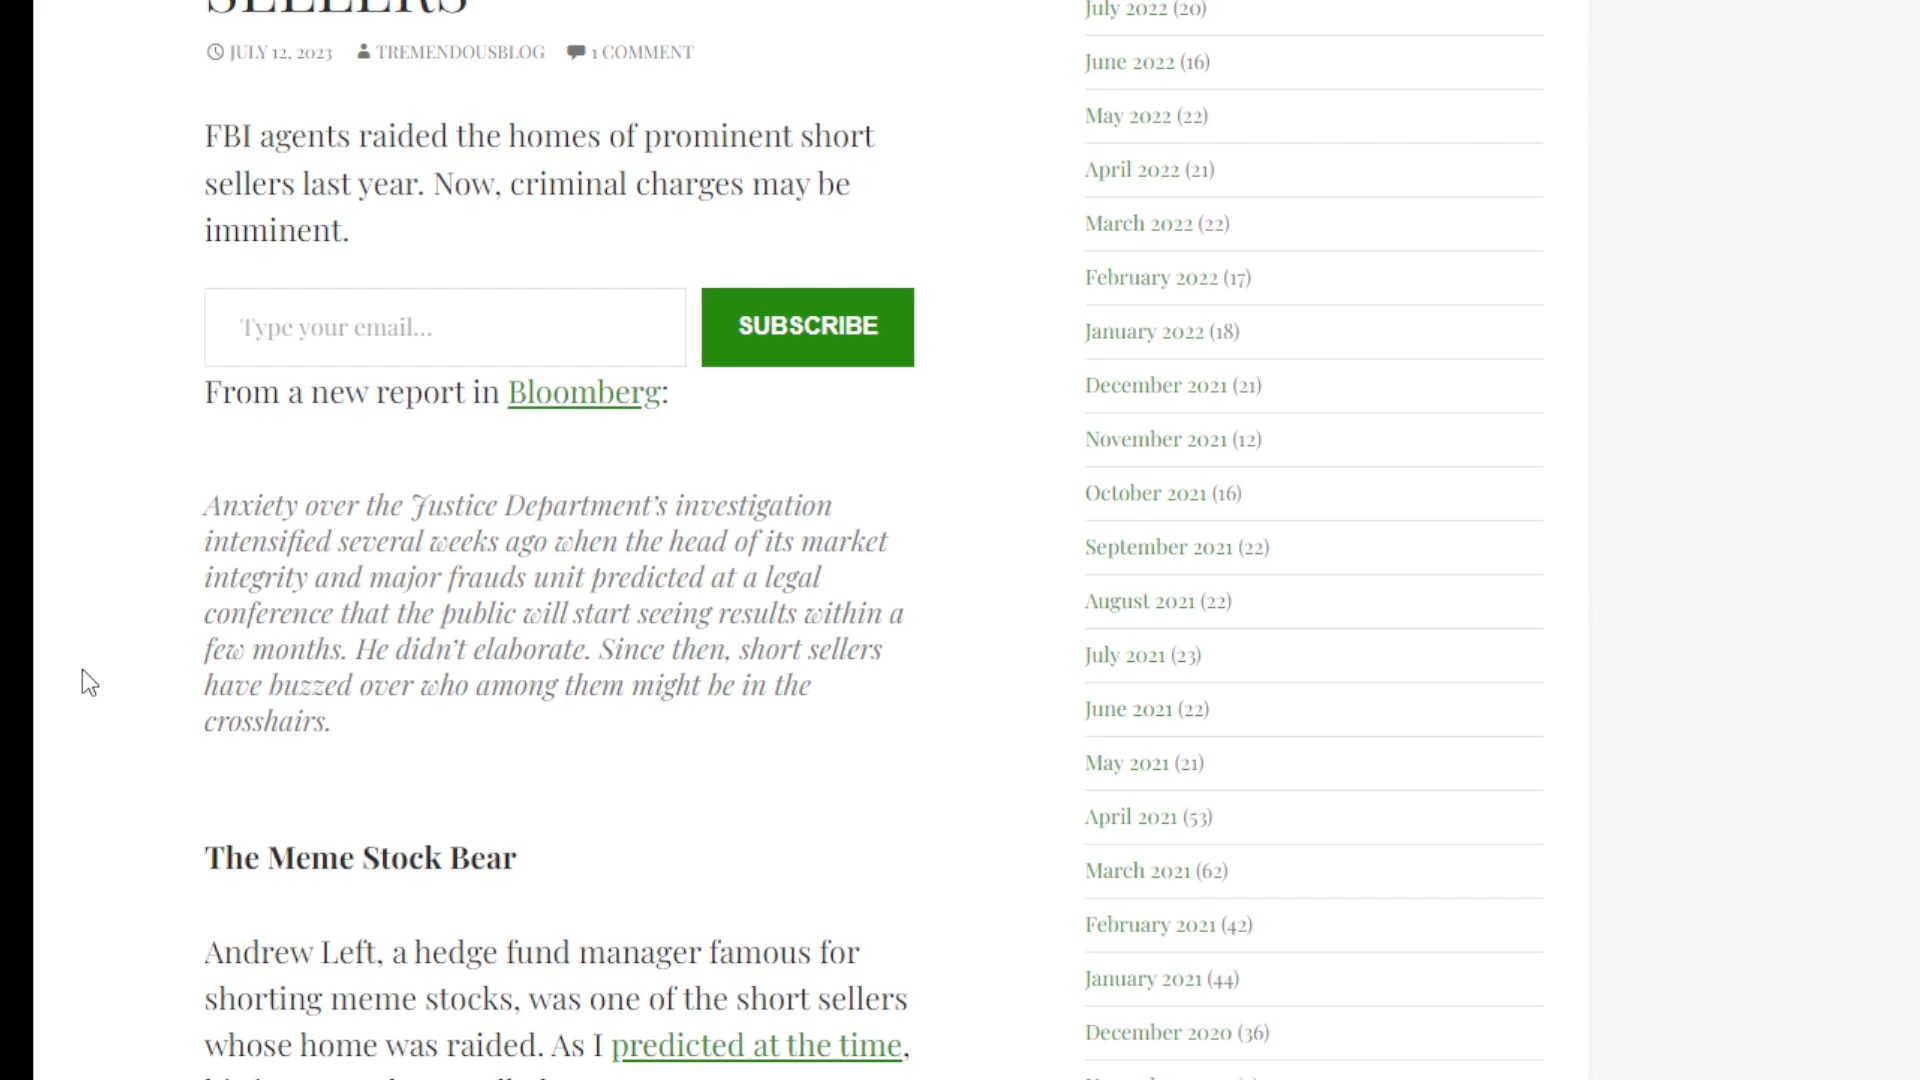 SELLERS
JULY 12, 2023 TREMENDOUSBLOG 1 COMMENT
FBI agents raided the homes of prominent short
sellers last year. Now, criminal charges may be
imminent.
Type your email...
SUBSCRIBE
From a new report in Bloomberg:
Anxiety over the Justice Department's investigation
intensified several weeks ago when the head of its market
integrity and major frauds unit predicted at a legal
conference that the public will start seeing results within a
few months. He didn't elaborate. Since then, short sellers
have buzzed over who among them might be in the
crosshairs.
The Meme Stock Bear
Andrew Left, a hedge fund manager famous for
shorting meme stocks, was one of the short sellers
whose home was raided. As I predicted at the time,
July 2022 (20)
June 2022 (16)
May 2022 (22)
April 2022 (21)
March 2022 (22)
February 2022 (17)
January 2022 (18)
December 2021 (21)
November 2021 (12)
October 2021 (16)
September 2021 (22)
August 2021 (22)
July 2021 (23)
June 2021 (22)
May 2021 (21)
April 2021 (53)
March 2021 (62)
February 2021 (42)
January 2021 (44)
December 2020 (36)